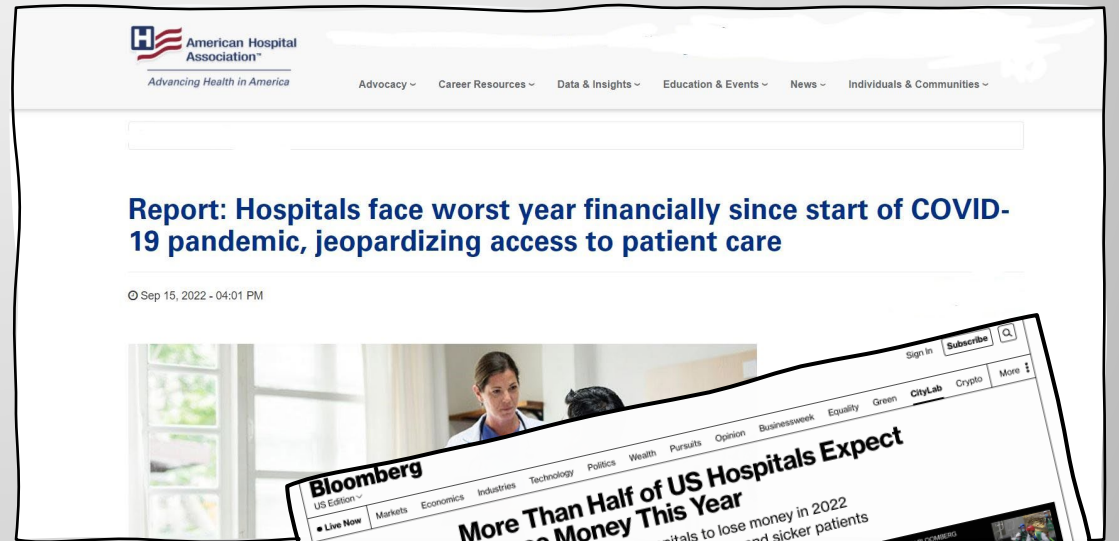 H
American Hospital
Association™
Advancing Health in America
Advocacy Career Resources Data & Insights Education & Events News Individuals & Communities
Report: Hospitals face worst year financially since start of COVID-
19 pandemic, jeopardizing access to patient care
Sep 15, 2022 - 04:01 PM
Sign In Subscribe
Bloomberg
US Edition
Live Now Markets Economics Industries Technology Politics Wealth Pursuits Opinion Businessweek Equality Green CityLab Crypto More
More Than Half of US Hospitals Expect
Money This Year
to lose money in 2022
sicker patients
BLOOMBERG